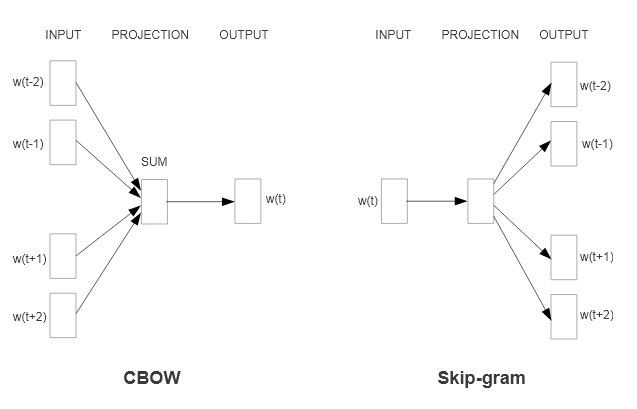 INPUT PROJECTION OUTPUT
w(t-2)
w(t-1)
SUM
w(t)
w(t+1)
w(t+2)
CBOW
INPUT PROJECTION OUTPUT
w(t-2)
w(t-1)
w(t)
w(t+1)
w(t+2)
Skip-gram